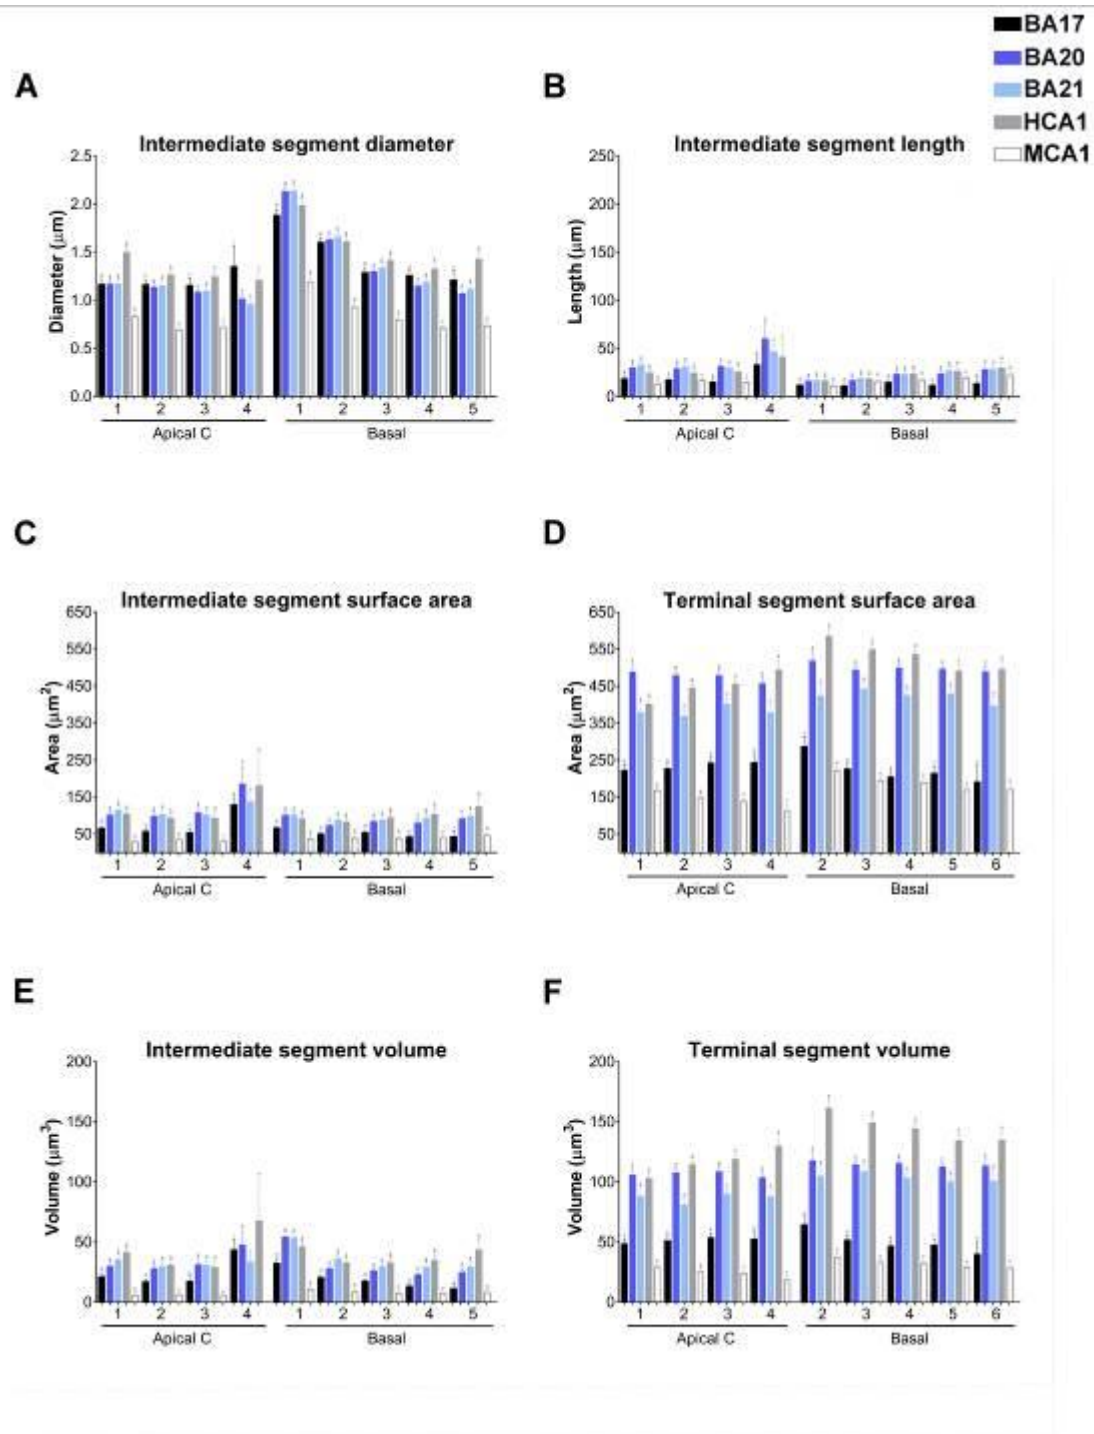 BA17
BA20
BA21
HCA1
MCA1
A
Intermediate segment diameter
Diameter (μm)
2.5
2.0
1.5
1.0
0.5
0.0
1 2 3 4 1 2 3 4 5
Apical C Basal
B
Intermediate segment length
Length (μm)
250
200
150
100
50
0
1 2 3 4 1 2 3 4 5
Apical C Basal
C
Intermediate segment surface area
Area (μm²)
650
550
450
350
250
150
50
1 2 3 4 1 2 3 4 5
Apical C Basal
D
Terminal segment surface area
Area (μm²)
650
550
450
350
250
150
50
1 2 3 4 2 3 4 5 6
Apical C Basal
E
Intermediate segment volume
Volume (μm³)
200
150
100
50
0
1 2 3 4 1 2 3 4 5
Apical C Basal
F
Terminal segment volume
Volume (μm³)
200
150
100
50
0
1 2 3 4 2 3 4 5 6
Apical C Basal